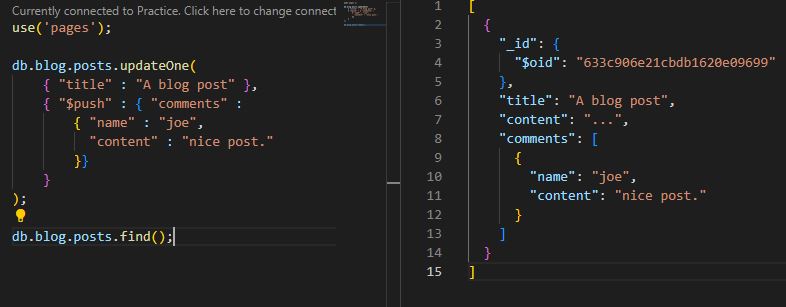 Currently connected to Practice. Click here to change connect
use('pages');
db.blog.posts.updateOne(
{ "title" : "A blog post" },
{ "$push" : { "comments" :
{ "name" : "joe",
"content" : "nice post."
}}
}
);
db.blog.posts.find();
1 [
2 {
3 "_id": {
4 "$oid": "633c906e21cbdb1620e09699"
5 },
6 "title": "A blog post",
7 "content": "...",
8 "comments": [
9 {
10 "name": "joe",
11 "content": "nice post."
12 }
13 ]
14 }
15 ]